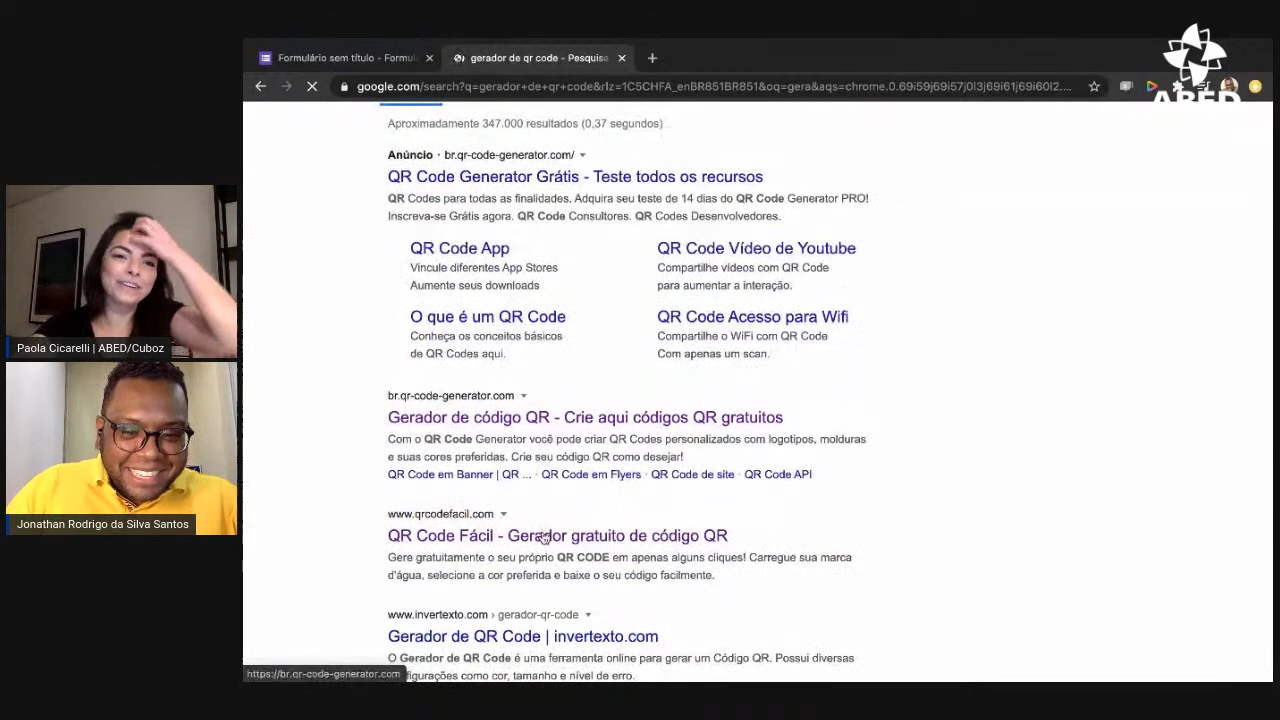 Formulário sem título - Formul
gerador de qr code - Pesquisa
google.com/search?q=gerador+de+qr+code&rlz=1C5CHFA_enBR851BR851&oq=gera&aqs=chrome.0.69i59j69i57j0l3j69i61j69i60l2....
ABED
Aproximadamente 347.000 resultados (0,37 segundos)
Anúncio · br.qr-code-generator.com/
QR Code Generator Grátis - Teste todos os recursos
QR Codes para todas as finalidades. Adquira seu teste de 14 dias do QR Code Generator PRO!
Inscreva-se Grátis agora. QR Code Consultores. QR Codes Desenvolvedores.
QR Code App
Vincule diferentes App Stores
Aumente seus downloads
QR Code Vídeo de Youtube
Compartilhe vídeos com QR Code
para aumentar a interação.
O que é um QR Code
Conheça os conceitos básicos
de QR Codes aqui.
QR Code Acesso para Wifi
Compartilhe o WiFi com QR Code
Com apenas um scan.
br.qr-code-generator.com
Gerador de código QR - Crie aqui códigos QR gratuitos
Com o QR Code Generator você pode criar QR Codes personalizados com logotipos, molduras
e suas cores preferidas. Crie seu código QR como desejar!
QR Code em Banner | QR ... · QR Code em Flyers · QR Code de site · QR Code API
www.qrcodefacil.com
QR Code Fácil - Gerador gratuito de código QR
Gere gratuitamente o seu próprio QR CODE em apenas alguns cliques! Carregue sua marca
d'água, selecione a cor preferida e baixe o seu código facilmente.
www.invertexto.com › gerador-qr-code
Gerador de QR Code | invertexto.com
O Gerador de QR Code é uma ferramenta online para gerar um Código QR. Possui diversas
figurações como cor, tamanho e nível de erro.
https://br.qr-code-generator.com
Paola Cicarelli | ABED/Cuboz
Jonathan Rodrigo da Silva Santos